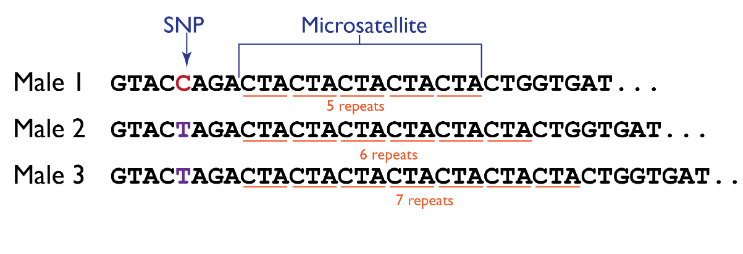 SNP Microsatellite
Male 1 GTACCAGACTACTACTACTACTACTGGTGAT...
5 repeats
Male 2 GTACTAGACTACTACTACTACTACTACTGGTGAT...
6 repeats
Male 3 GTACTAGACTACTACTACTACTACTACTACTGGTGAT..
7 repeats